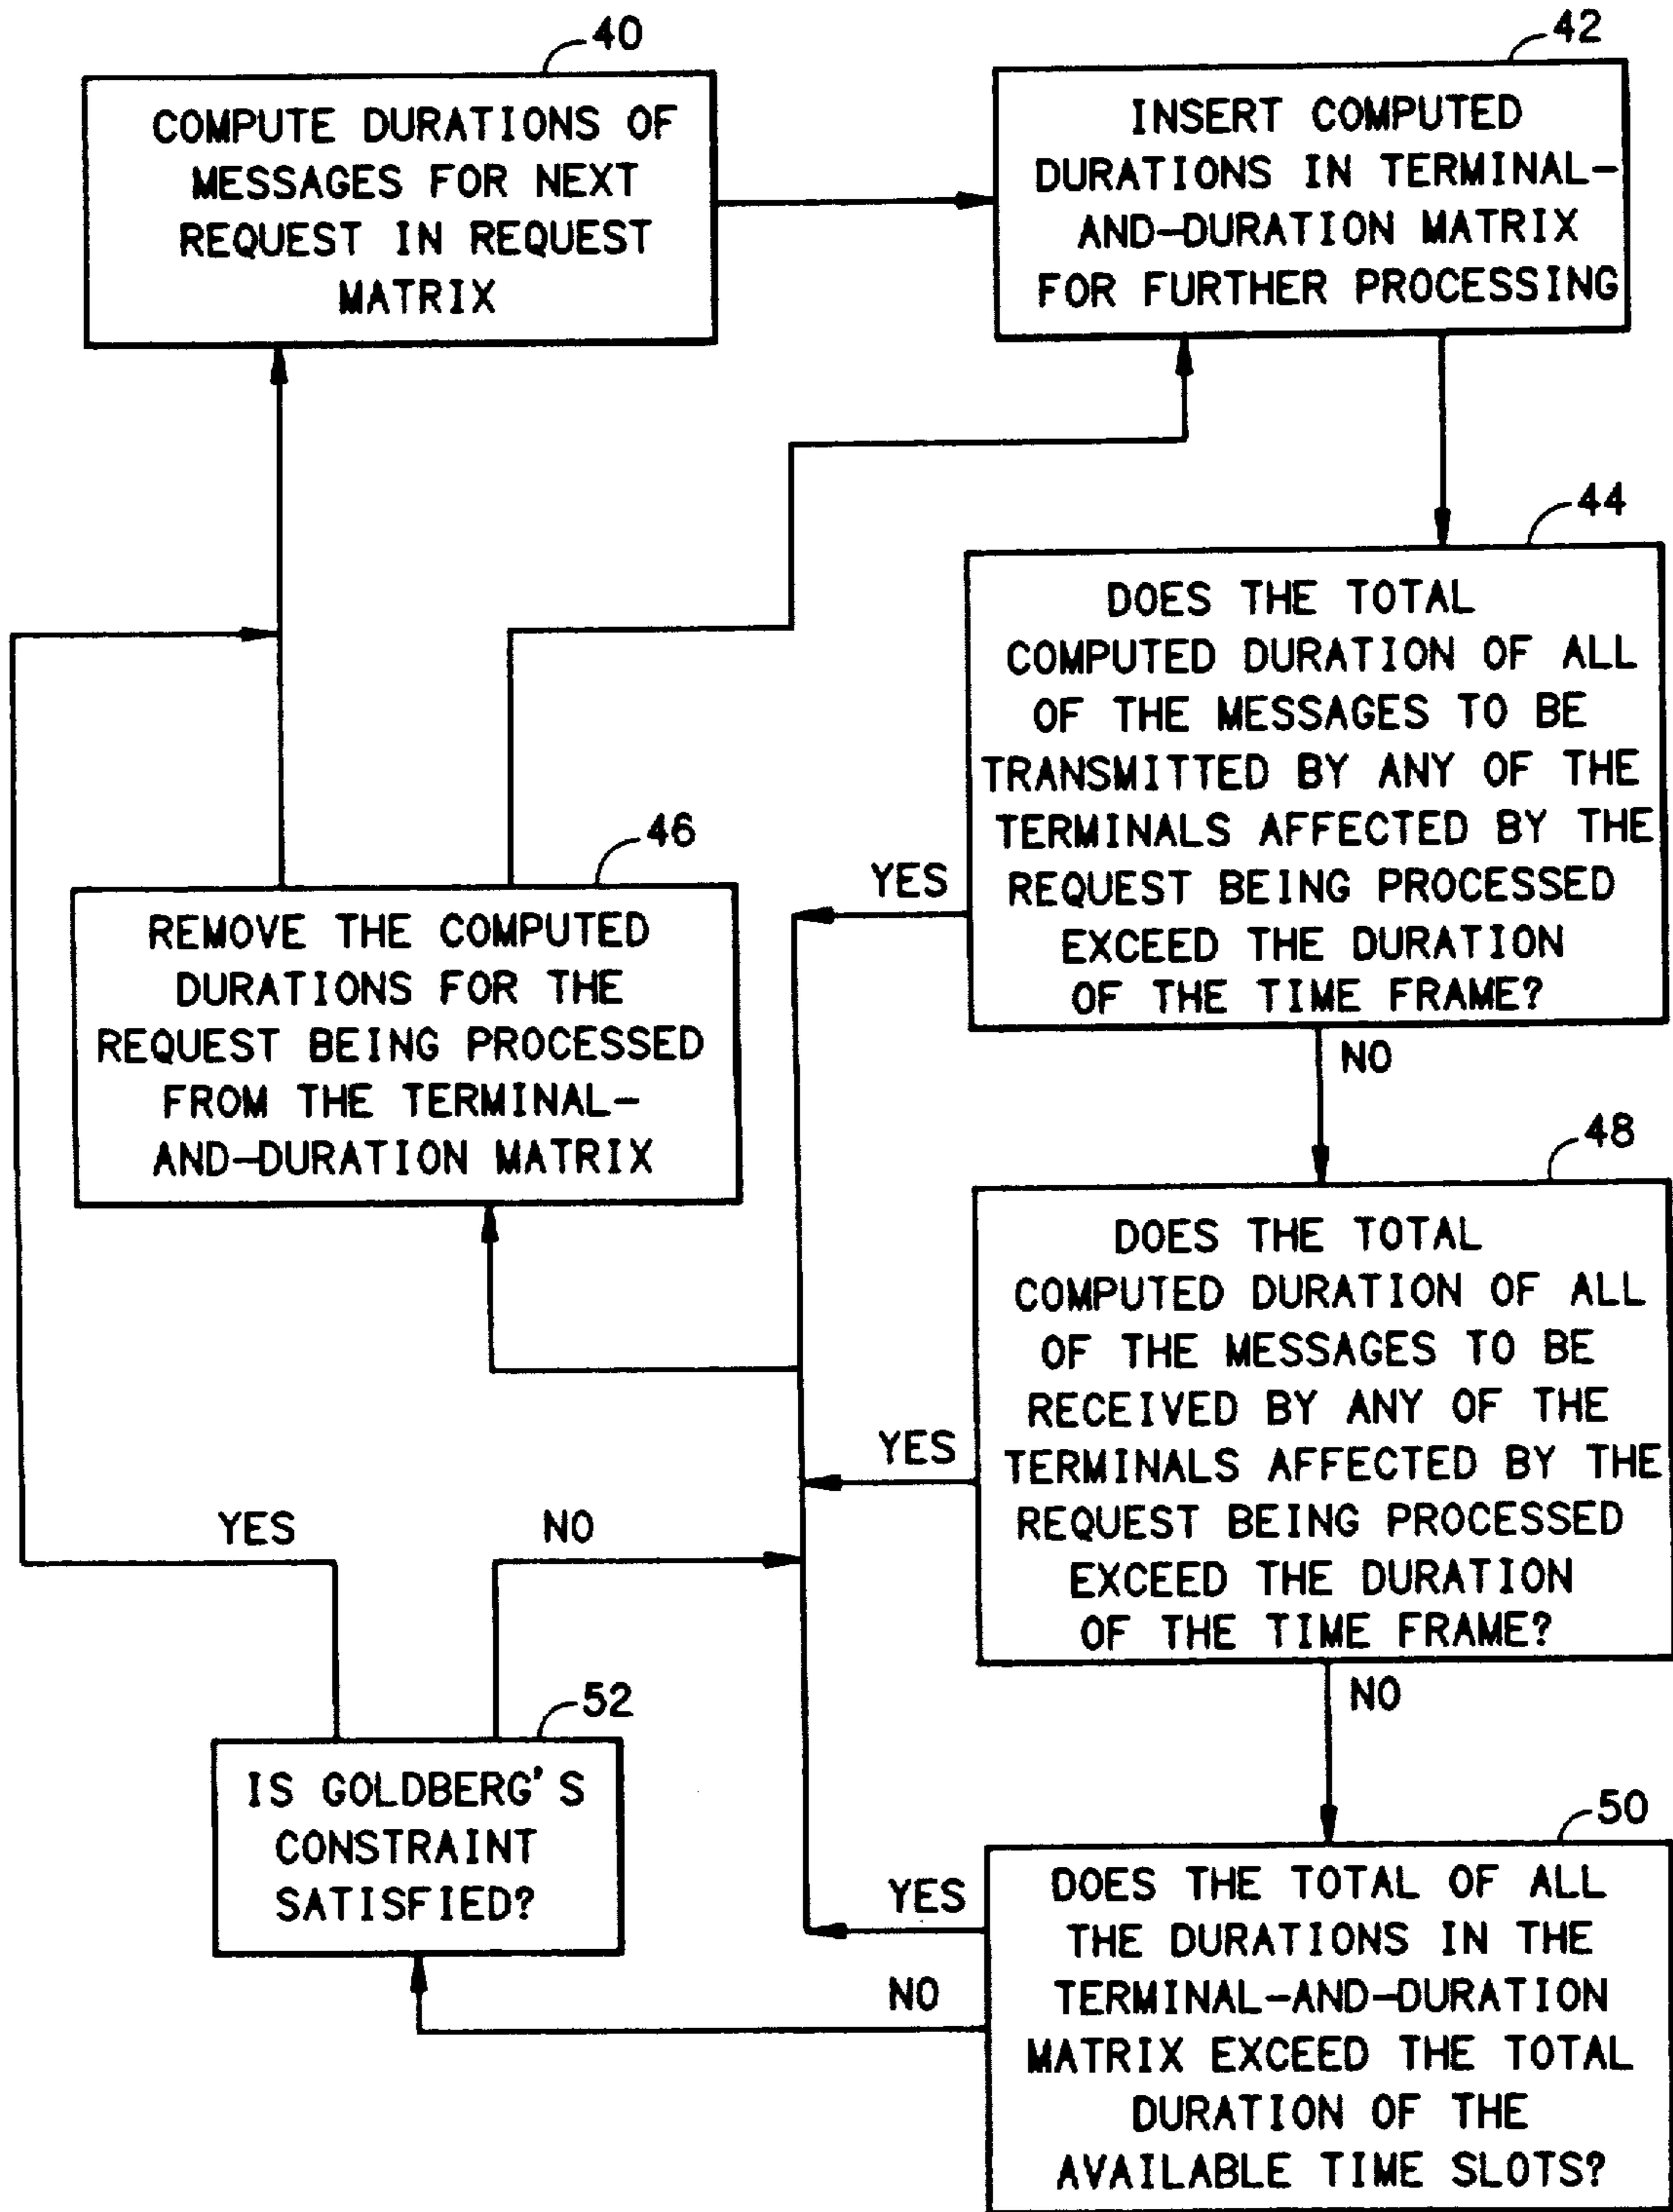 40
COMPUTE DURATIONS OF
MESSAGES FOR NEXT
REQUEST IN REQUEST
MATRIX
42
INSERT COMPUTED
DURATIONS IN TERMINAL-
AND-DURATION MATRIX
FOR FURTHER PROCESSING
44
DOES THE TOTAL
COMPUTED DURATION OF ALL
OF THE MESSAGES TO BE
TRANSMITTED BY ANY OF THE
TERMINALS AFFECTED BY THE
REQUEST BEING PROCESSED
EXCEED THE DURATION
OF THE TIME FRAME?
YES
NO
46
REMOVE THE COMPUTED
DURATIONS FOR THE
REQUEST BEING PROCESSED
FROM THE TERMINAL-
AND-DURATION MATRIX
48
DOES THE TOTAL
COMPUTED DURATION OF ALL
OF THE MESSAGES TO BE
RECEIVED BY ANY OF THE
TERMINALS AFFECTED BY THE
REQUEST BEING PROCESSED
EXCEED THE DURATION
OF THE TIME FRAME?
YES
NO
YES
NO
52
IS GOLDBERG'S
CONSTRAINT
SATISFIED?
50
DOES THE TOTAL OF ALL
THE DURATIONS IN THE
TERMINAL-AND-DURATION
MATRIX EXCEED THE TOTAL
DURATION OF THE
AVAILABLE TIME SLOTS?
YES
NO